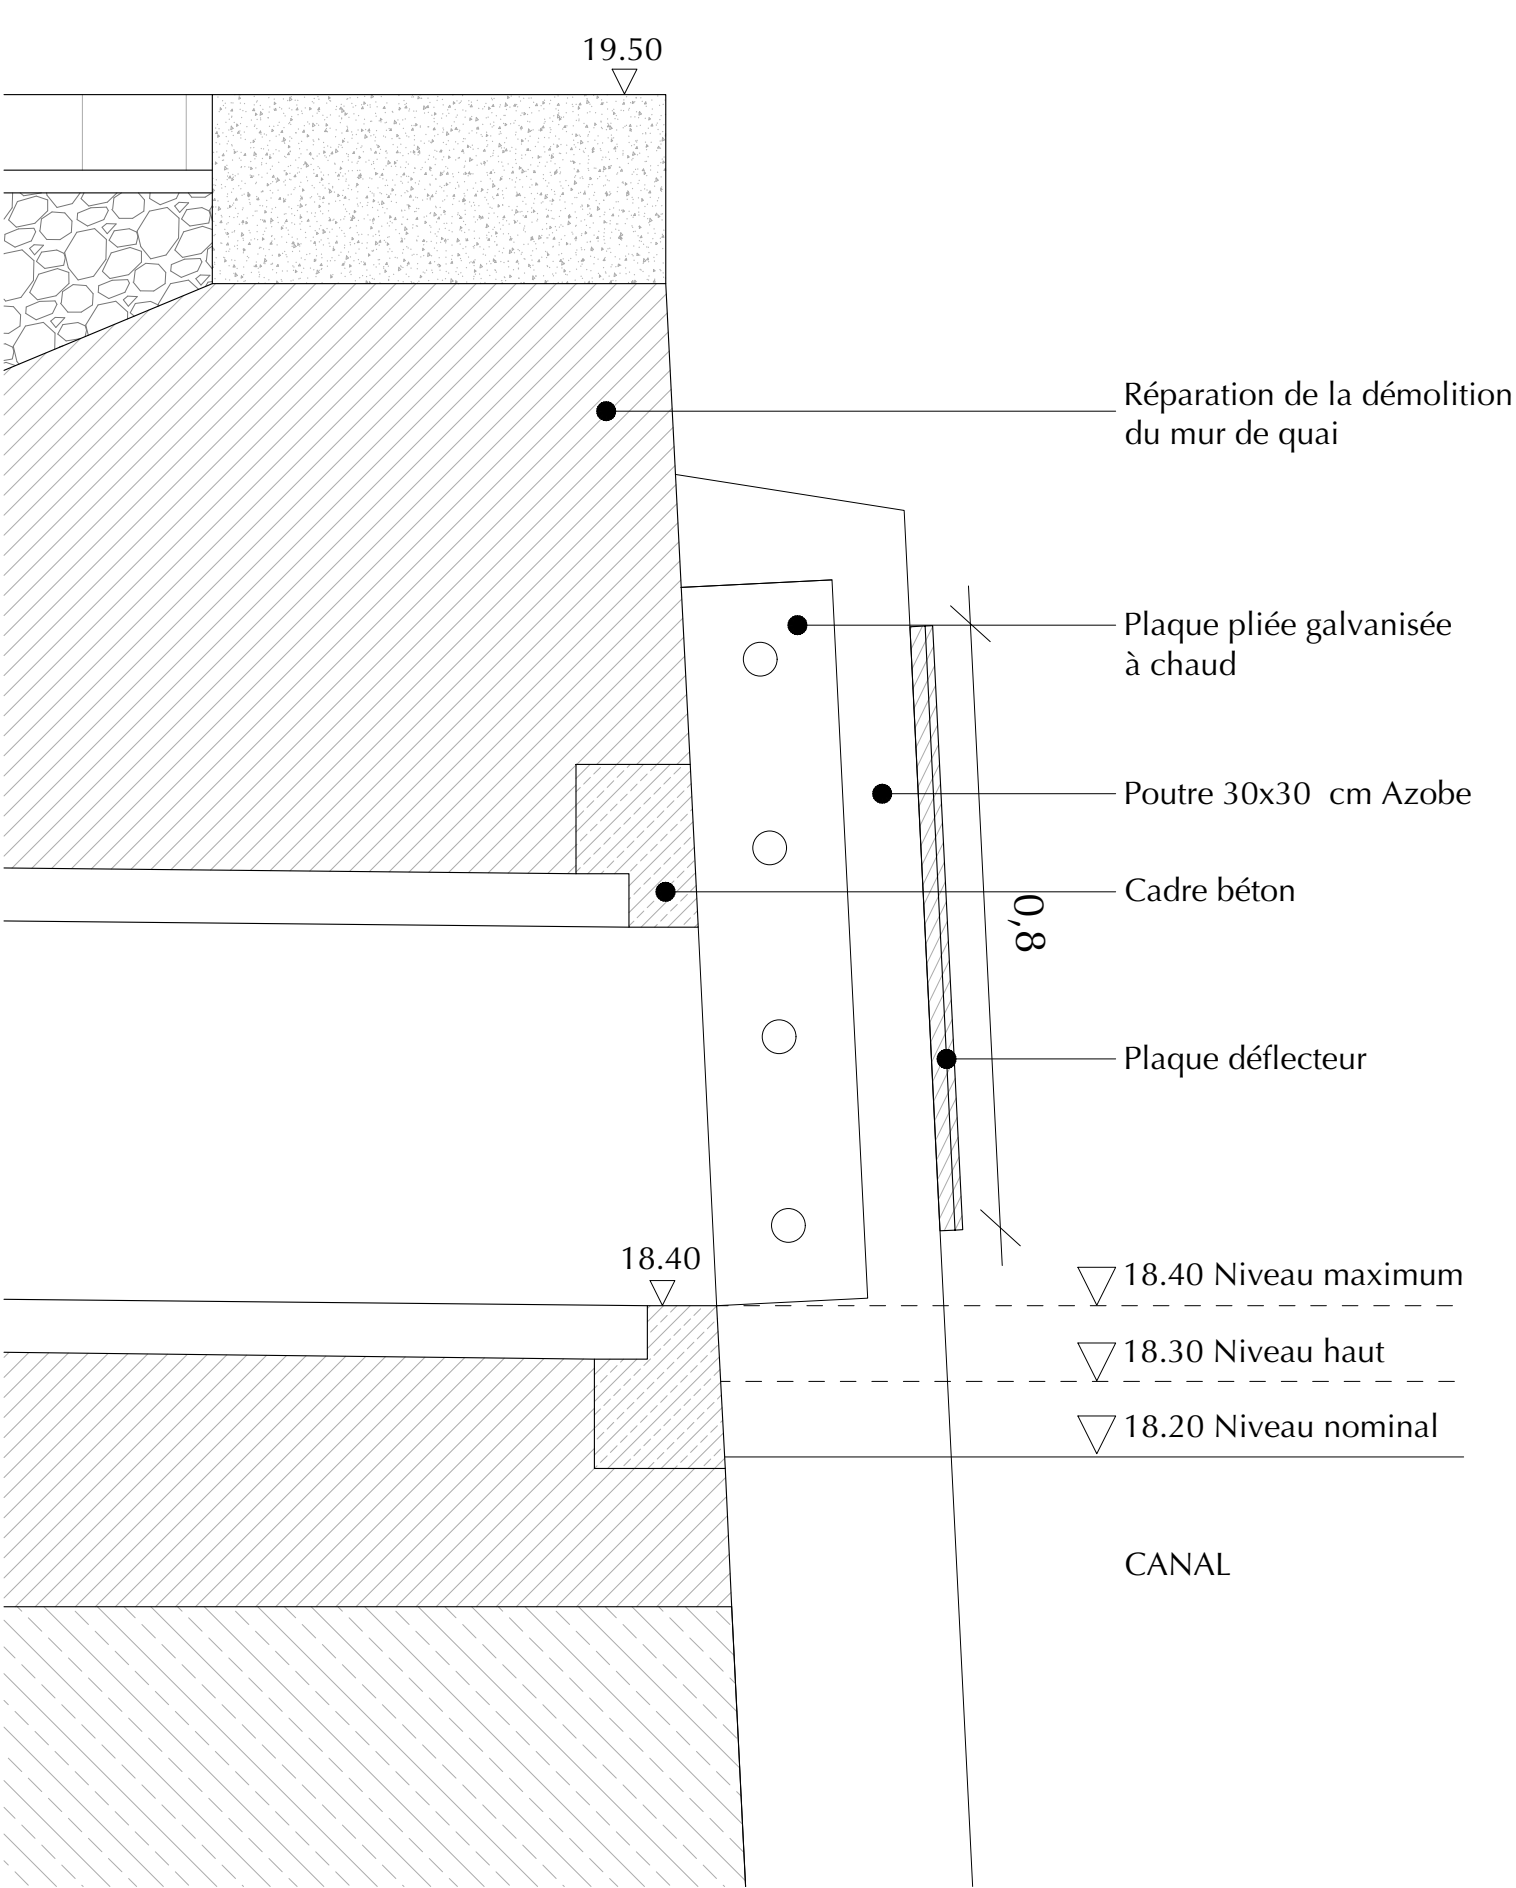 19.50
Réparation de la démolition
du mur de quai
Plaque pliée galvanisée
à chaud
Poutre 30x30  cm Azobe
Cadre béton
0,8
Plaque déflecteur
18.40
18.40 Niveau maximum
18.30 Niveau haut
18.20 Niveau nominal
CANAL